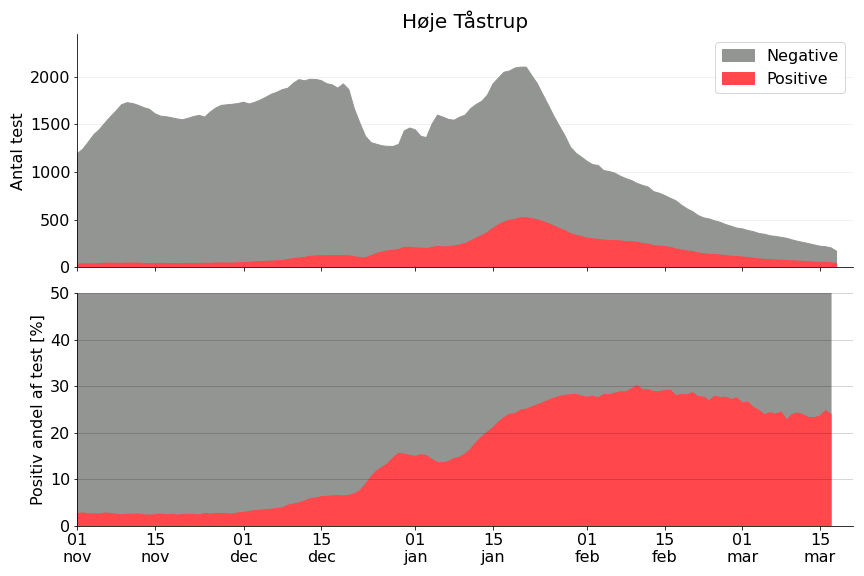 Høje Tåstrup
Antal test
2000
1500
1000
500
0
Negative
Positive
Positiv andel af test [%]
50
40
30
20
10
0
01 15 01 15 01 15 01 15 01 15
nov nov dec dec jan jan feb feb mar mar